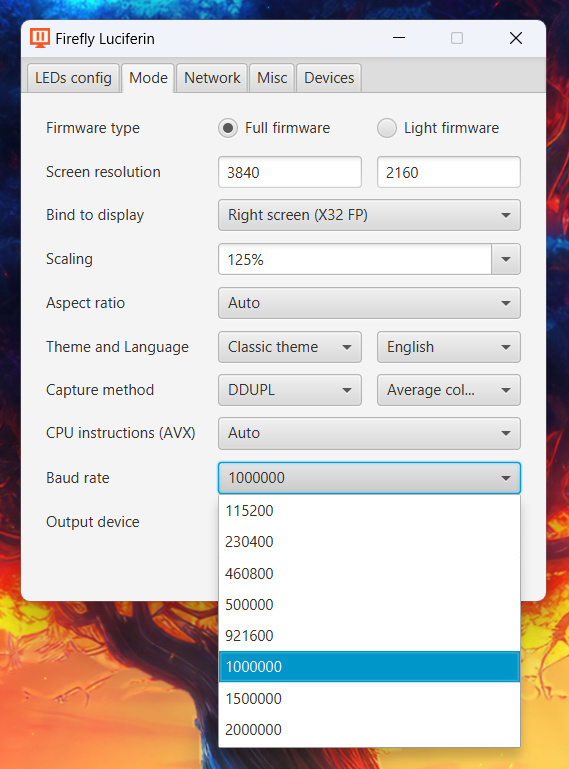 Firefly Luciferin
LEDs config Mode Network Misc Devices
Firmware type Full firmware Light firmware
Screen resolution 3840 2160
Bind to display Right screen (X32 FP)
Scaling 125%
Aspect ratio Auto
Theme and Language Classic theme English
Capture method DDUPL Average col...
CPU instructions (AVX) Auto
Baud rate 1000000
Output device
115200
230400
460800
500000
921600
1000000
1500000
2000000